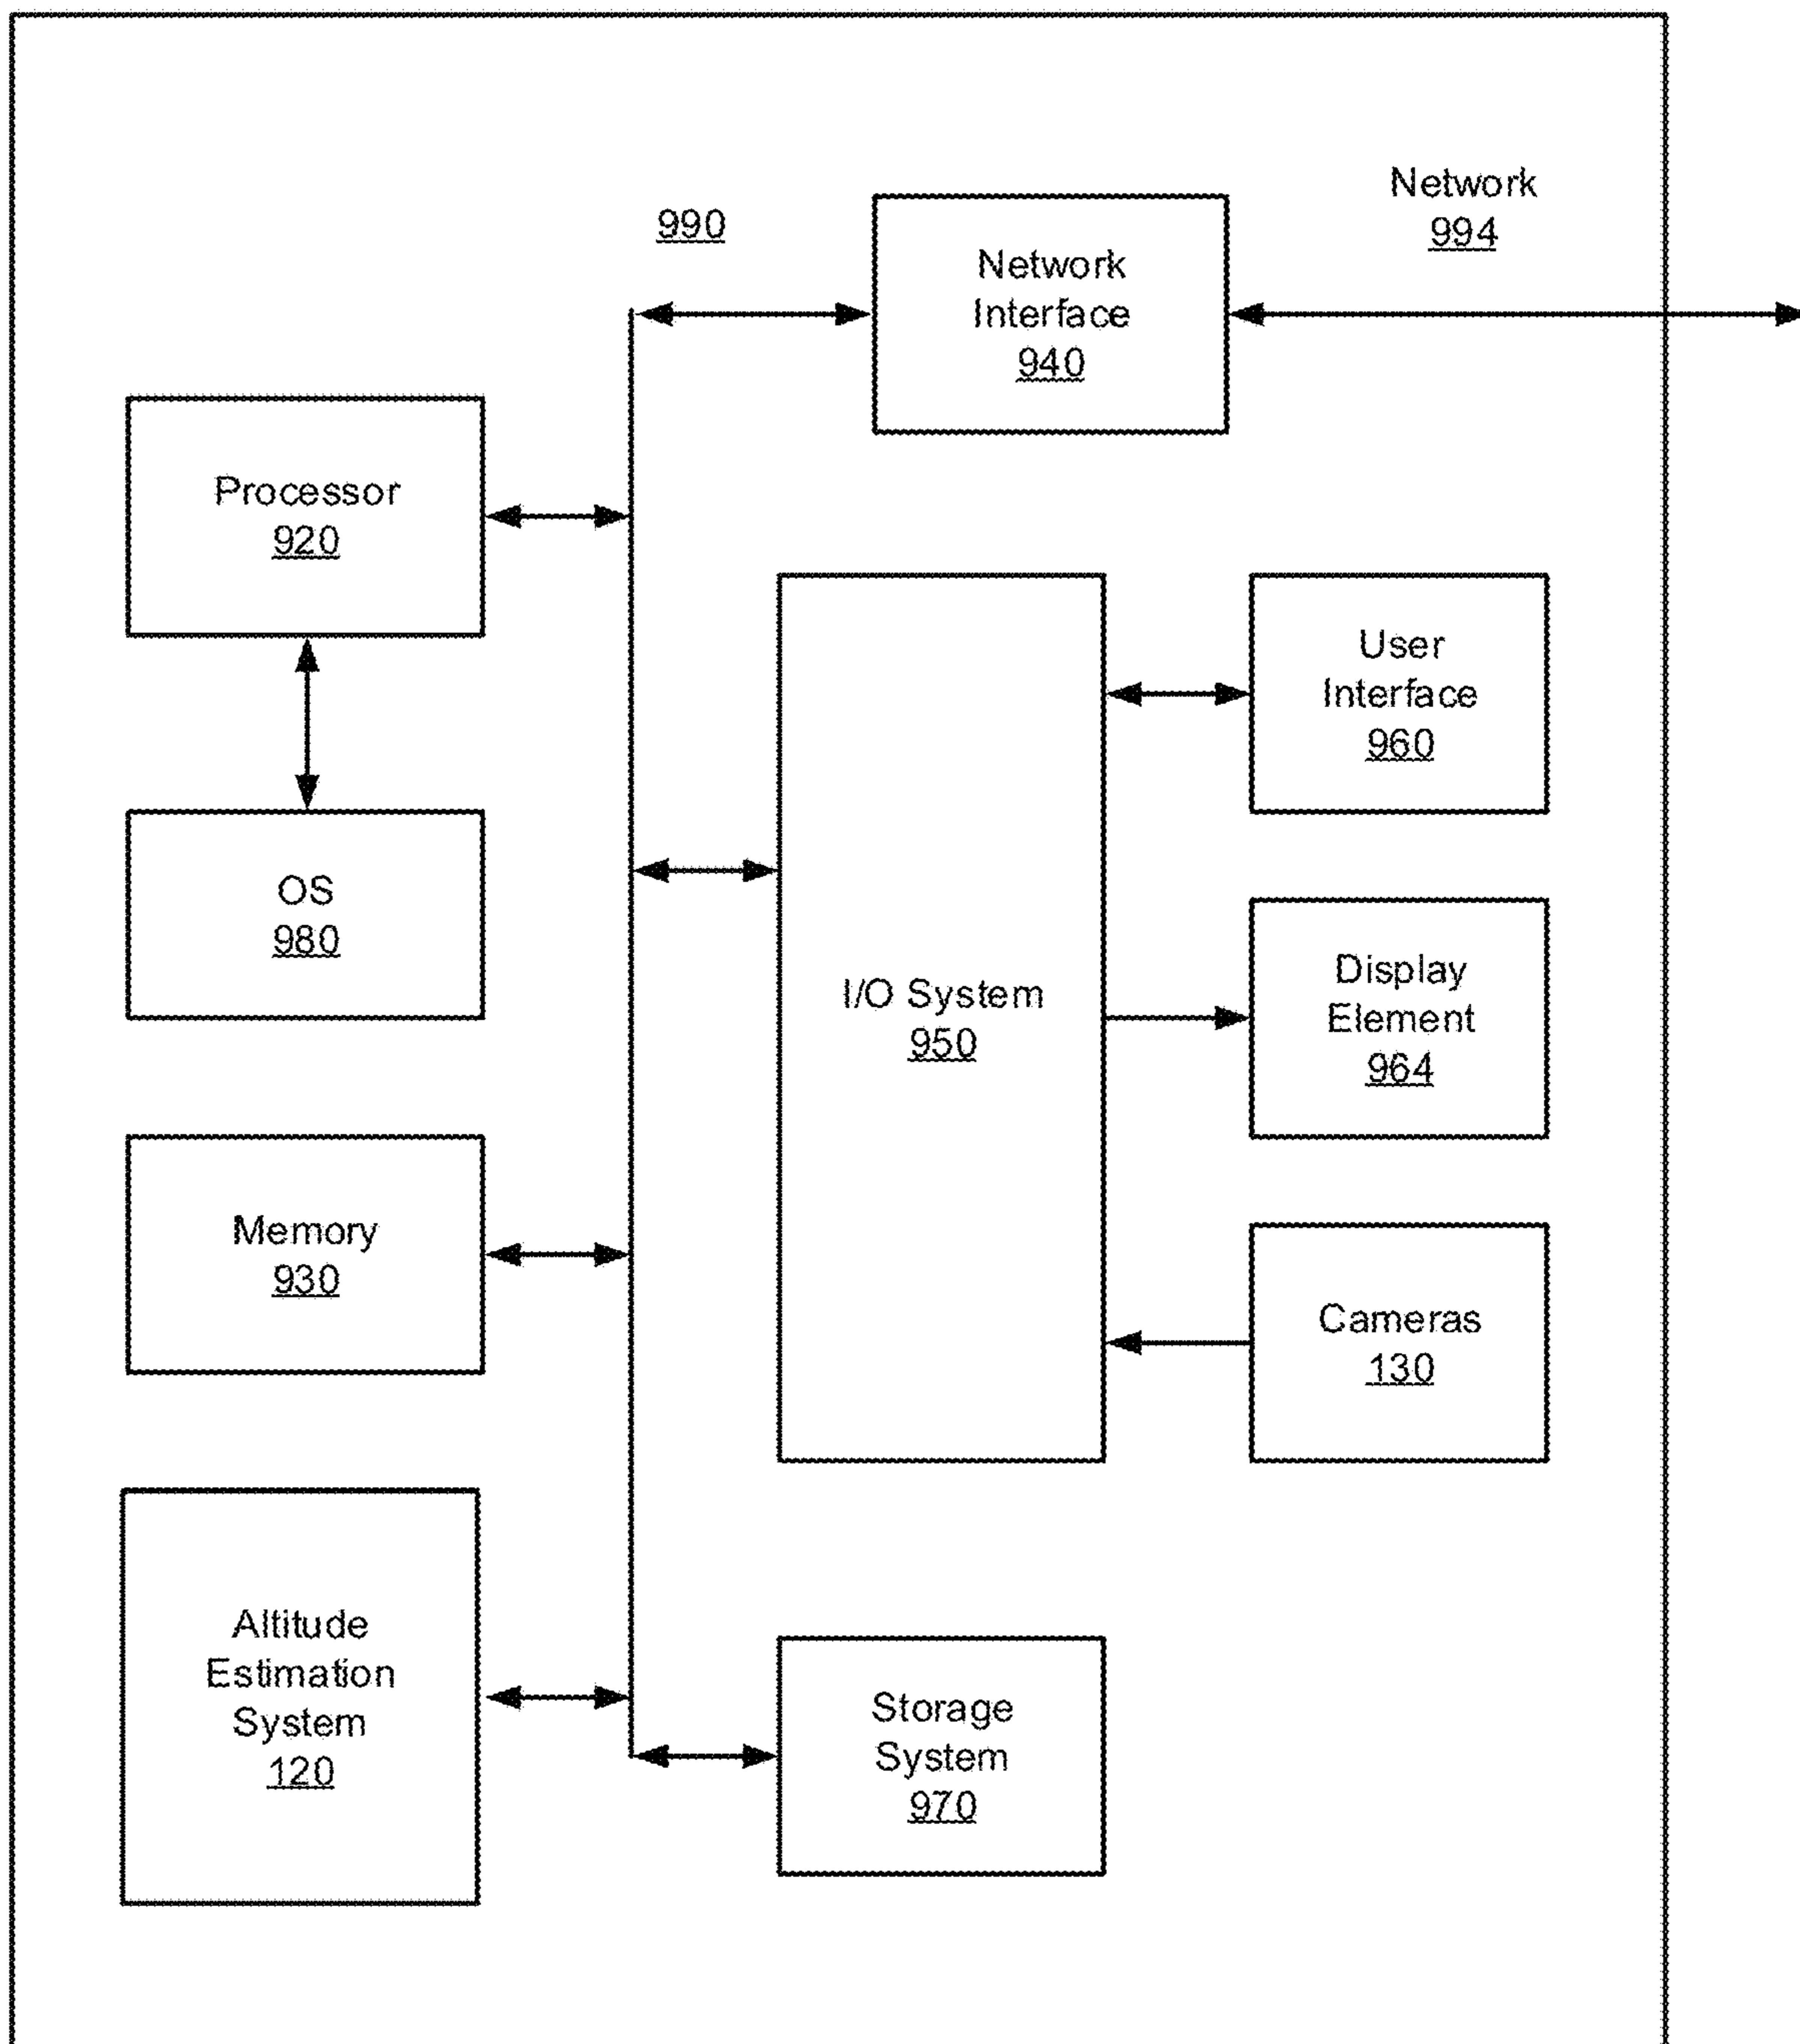 Network
994
990
Network
Interface
940
Processor
920
User
Interface
960
OS
980
Display
Element
964
I/O System
950
Memory
930
Cameras
130
Altitude
Estimation
System
120
Storage
System
970